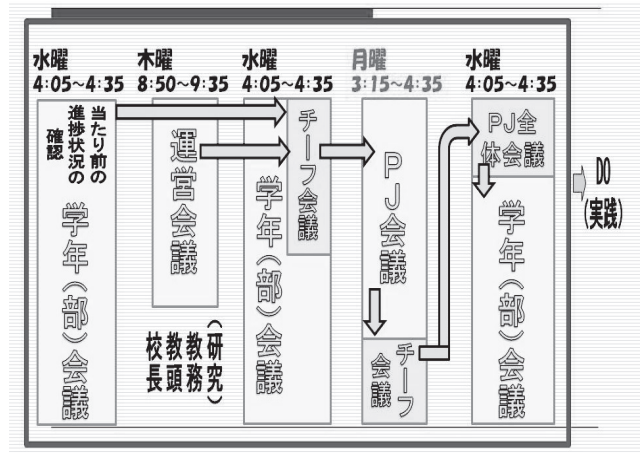 水曜
4:05~4:35
木曜
8:50~9:35
水曜
4:05~4:35
月曜
3:15~4:35
水曜
4:05~4:35
当たり前の
進捗状況の
確認
学年(部)会議
運営会議
校長
教頭
教務
(研究)
チーフ会議
学年(部)会議
PJ会議
チーフ
会議
PJ全
体会議
学年(部)会議
DO
(実践)